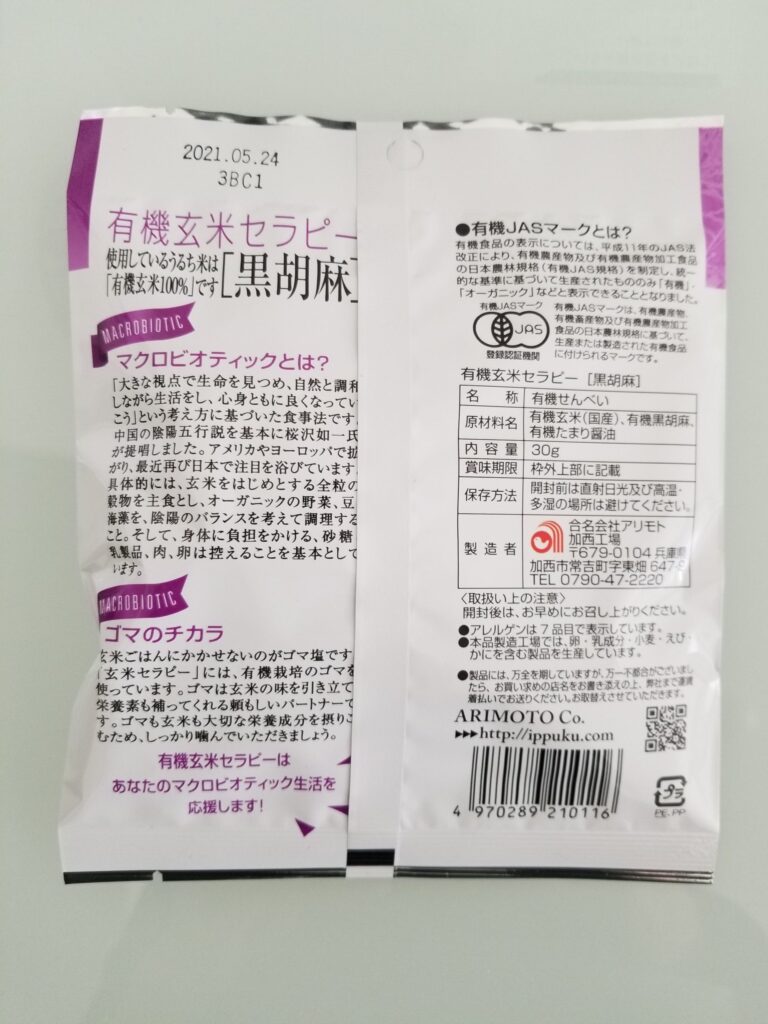 2021.05.24
3BC1
有機玄米セラピー
使用しているうるち米は
「有機玄米100%」です
[黒胡麻]
MACROBIOTIC
マクロビオティックとは?
「大きな視点で生命を見つめ、自然と調和
しながら生活をし、心身ともに良くなってい
こう」という考え方に基づいた食事法です
中国の陰陽五行説を基本に桜沢如一氏
が提唱しました。アメリカやヨーロッパで拡
がり、最近再び日本で注目を浴びています
具体的には、玄米をはじめとする全粒の
穀物を主食とし、オーガニックの野菜、豆
海藻を、陰陽のバランスを考えて調理する
こと。そして、身体に負担をかける、砂糖
乳製品、肉、卵は控えることを基本として
います。
MACROBIOTIC
ゴマのチカラ
玄米ごはんにかかせないのがゴマ塩です
「玄米セラピー」には、有機栽培のゴマを
使っています。ゴマは玄米の味を引き立て
栄養素も補ってくれる頼もしいパートナーで
す。ゴマも玄米も大切な栄養成分を摂りこ
むため、しっかり噛んでいただきましょう。
有機玄米セラピーは
あなたのマクロビオティック生活を
応援します!
●有機JASマークとは?
有機食品の表示については、平成11年のJAS法
改正により、有機農産物及び有機農産物加工食品
の日本農林規格(有機JAS規格)を制定し、統一
的な基準に基づいて生産されたもののみ「有機」・
「オーガニック」などと表示できることとなりました。
有機JASマーク
JAS
登録認証機関
有機JASマークは、有機農産物、
有機畜産物及び有機農産物加工
食品の日本農林規格に基づいて、
生産または製造された有機食品
に付けられるマークです。
有機玄米セラピー [黒胡麻]
名 称 有機せんべい
原材料名 有機玄米(国産)、有機黒胡麻、
有機たまり醤油
内容量 30g
賞味期限 枠外上部に記載
保存方法 開封前は直射日光及び高温・
多湿の場所は避けてください。
製造者 合名会社アリモト
加西工場
〒679-0104 兵庫県
加西市常吉町字東畑 647-8
TEL 0790-47-2220
〈取扱い上の注意〉
開封後は、お早めにお召し上がりください。
●アレルゲンは7品目で表示しています。
●本品製造工場では、卵・乳成分・小麦・えび・
かにを含む製品を生産しています。
●製品には、万全を期していますが、万一不都合がございまし
たら、お買い求めの店名をお書き添えの上、弊社まで運賃
着払いでお送りください。お取替えさせていただきます。
ARIMOTO Co.
▶▶▶http://ippuku.com
4 970289 210116
プラ
PE、PP